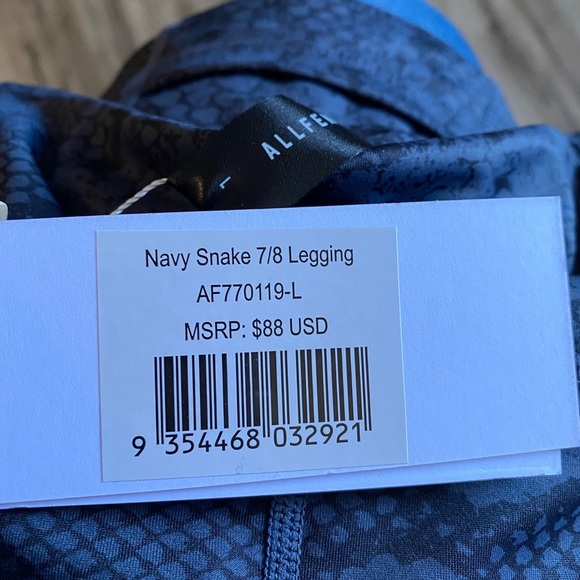 ALLFE
L
Navy Snake 7/8 Legging
AF770119-L
MSRP: $88 USD
9 354468 032921